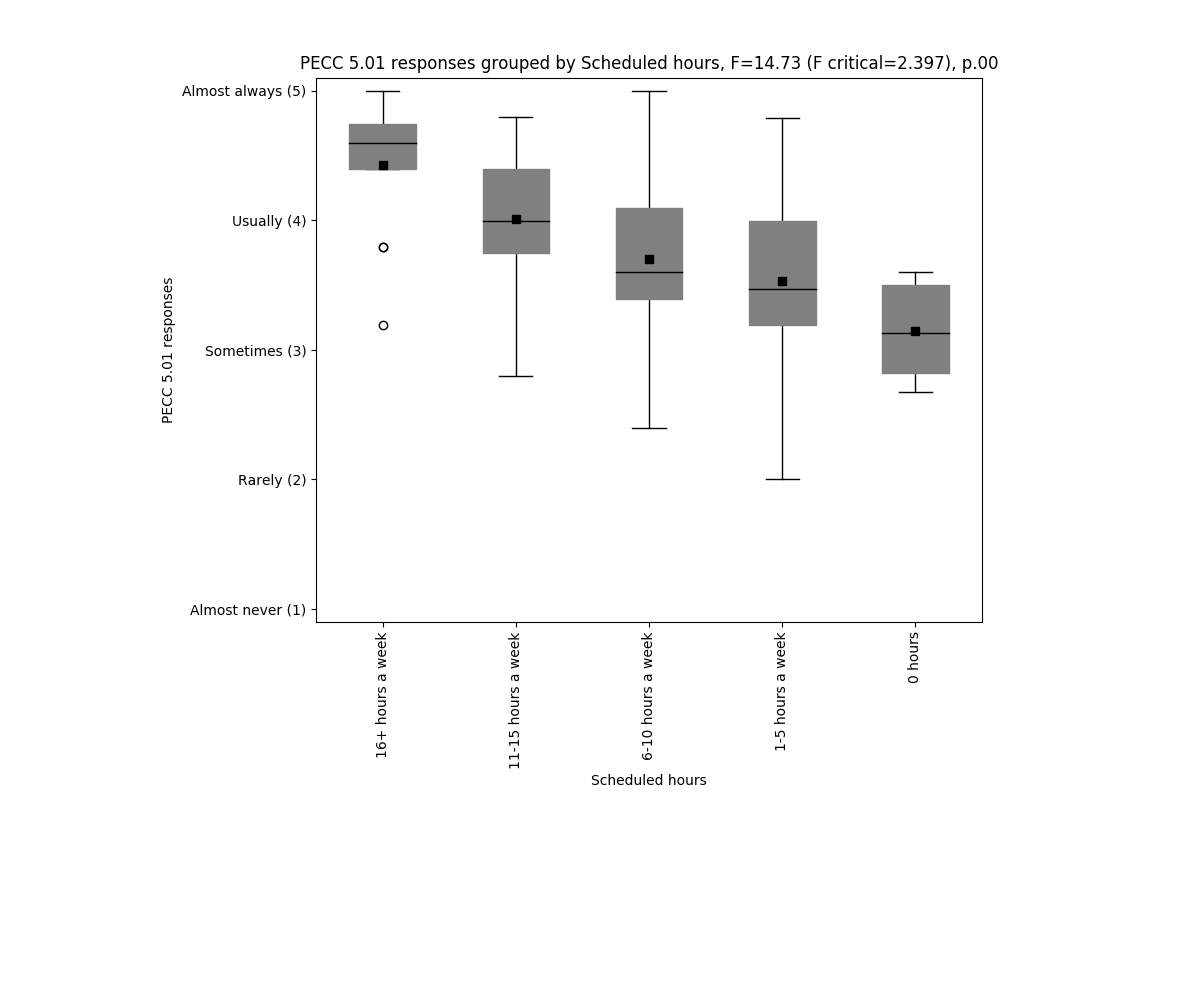 PECC 5.01 responses grouped by Scheduled hours, F=14.73 (F critical=2.397), p.00
Almost always (5)
Usually (4)
Sometimes (3)
Rarely (2)
Almost never (1)
PECC 5.01 responses
16+ hours a week
11-15 hours a week
6-10 hours a week
1-5 hours a week
0 hours
Scheduled hours